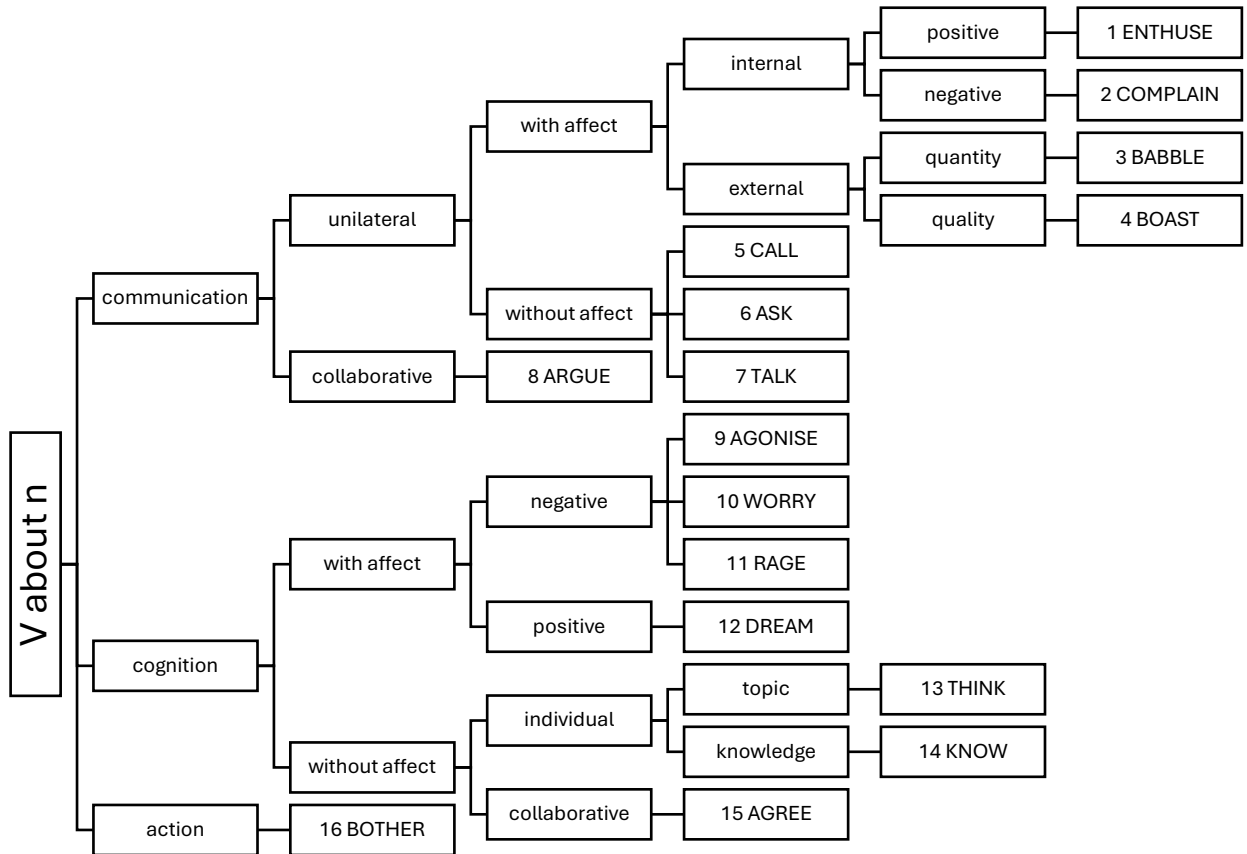 positive
1 ENTHUSE
internal
negative
2 COMPLAIN
with affect
quantity
3 BABBLE
external
unilateral
quality
4 BOAST
5 CALL
communication
without affect
6 ASK
collaborative
8 ARGUE
7 TALK
9 AGONISE
negative
10 WORRY
V about n
with affect
11 RAGE
positive
12 DREAM
cognition
topic
13 THINK
individual
knowledge
14 KNOW
without affect
collaborative
15 AGREE
action
16 BOTHER